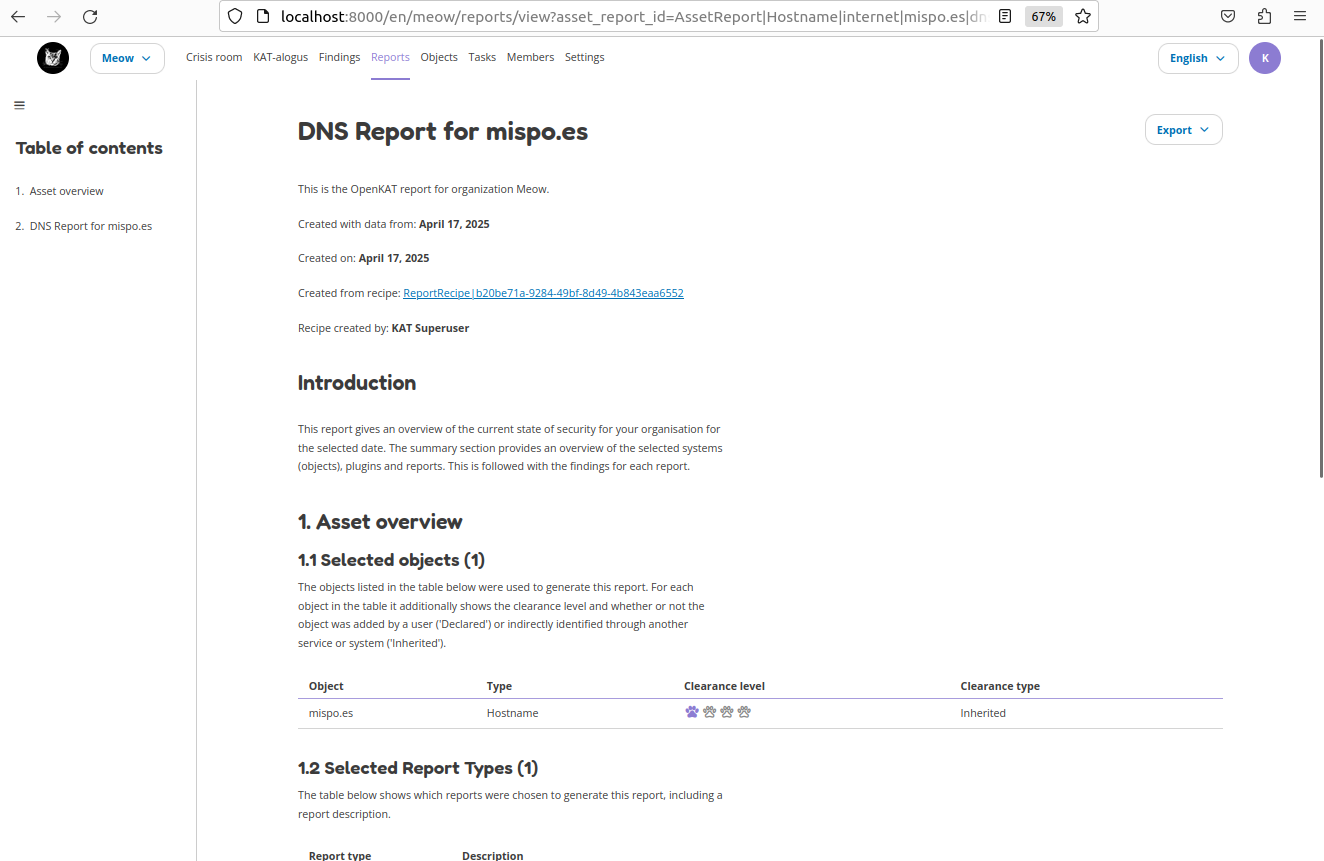 localhost:8000/en/meow/reports/view?asset_report_id=AssetReport|Hostname|internet|mispo.es|dn
67%
Meow
Crisis room KAT-alogus Findings Reports Objects Tasks Members Settings
English
K
Table of contents
1. Asset overview
2. DNS Report for mispo.es
DNS Report for mispo.es
Export
This is the OpenKAT report for organization Meow.
Created with data from: April 17, 2025
Created on: April 17, 2025
Created from recipe: ReportRecipe|b20be71a-9284-49bf-8d49-4b843eaa6552
Recipe created by: KAT Superuser
Introduction
This report gives an overview of the current state of security for your organisation for
the selected date. The summary section provides an overview of the selected systems
(objects), plugins and reports. This is followed with the findings for each report.
1. Asset overview
1.1 Selected objects (1)
The objects listed in the table below were used to generate this report. For each
object in the table it additionally shows the clearance level and whether or not the
object was added by a user ('Declared') or indirectly identified through another
service or system ('Inherited').
Object Type Clearance level Clearance type
mispo.es Hostname Inherited
1.2 Selected Report Types (1)
The table below shows which reports were chosen to generate this report, including a
report description.
Report type Description